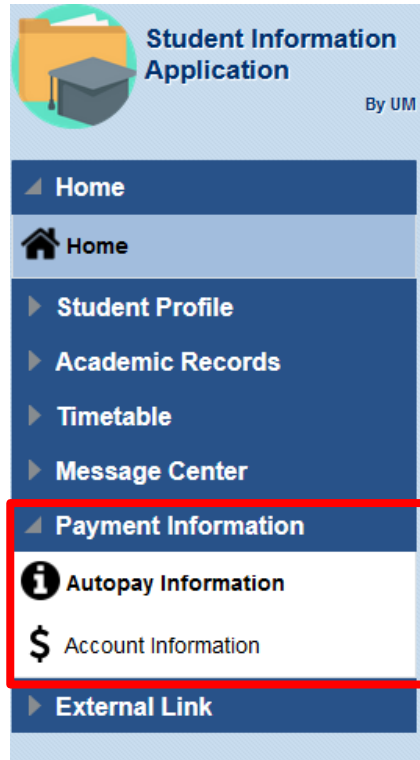 Student Information
Application
By UM
Home
Home
Student Profile
Academic Records
Timetable
Message Center
Payment Information
Autopay Information
$ Account Information
External Link